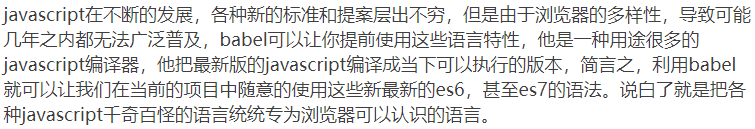 javascript在不断的发展，各种新的标准和提案层出不穷，但是由于浏览器的多样性，导致可能
几年之内都无法广泛普及，babel可以让你提前使用这些语言特性，他是一种用途很多的
javascript编译器，他把最新版的javascript编译成当下可以执行的版本，简言之，利用babel
就可以让我们在当前的项目中随意的使用这些新最新的es6，甚至es7的语法。说白了就是把各
种javascript千奇百怪的语言统统专为浏览器可以认识的语言。